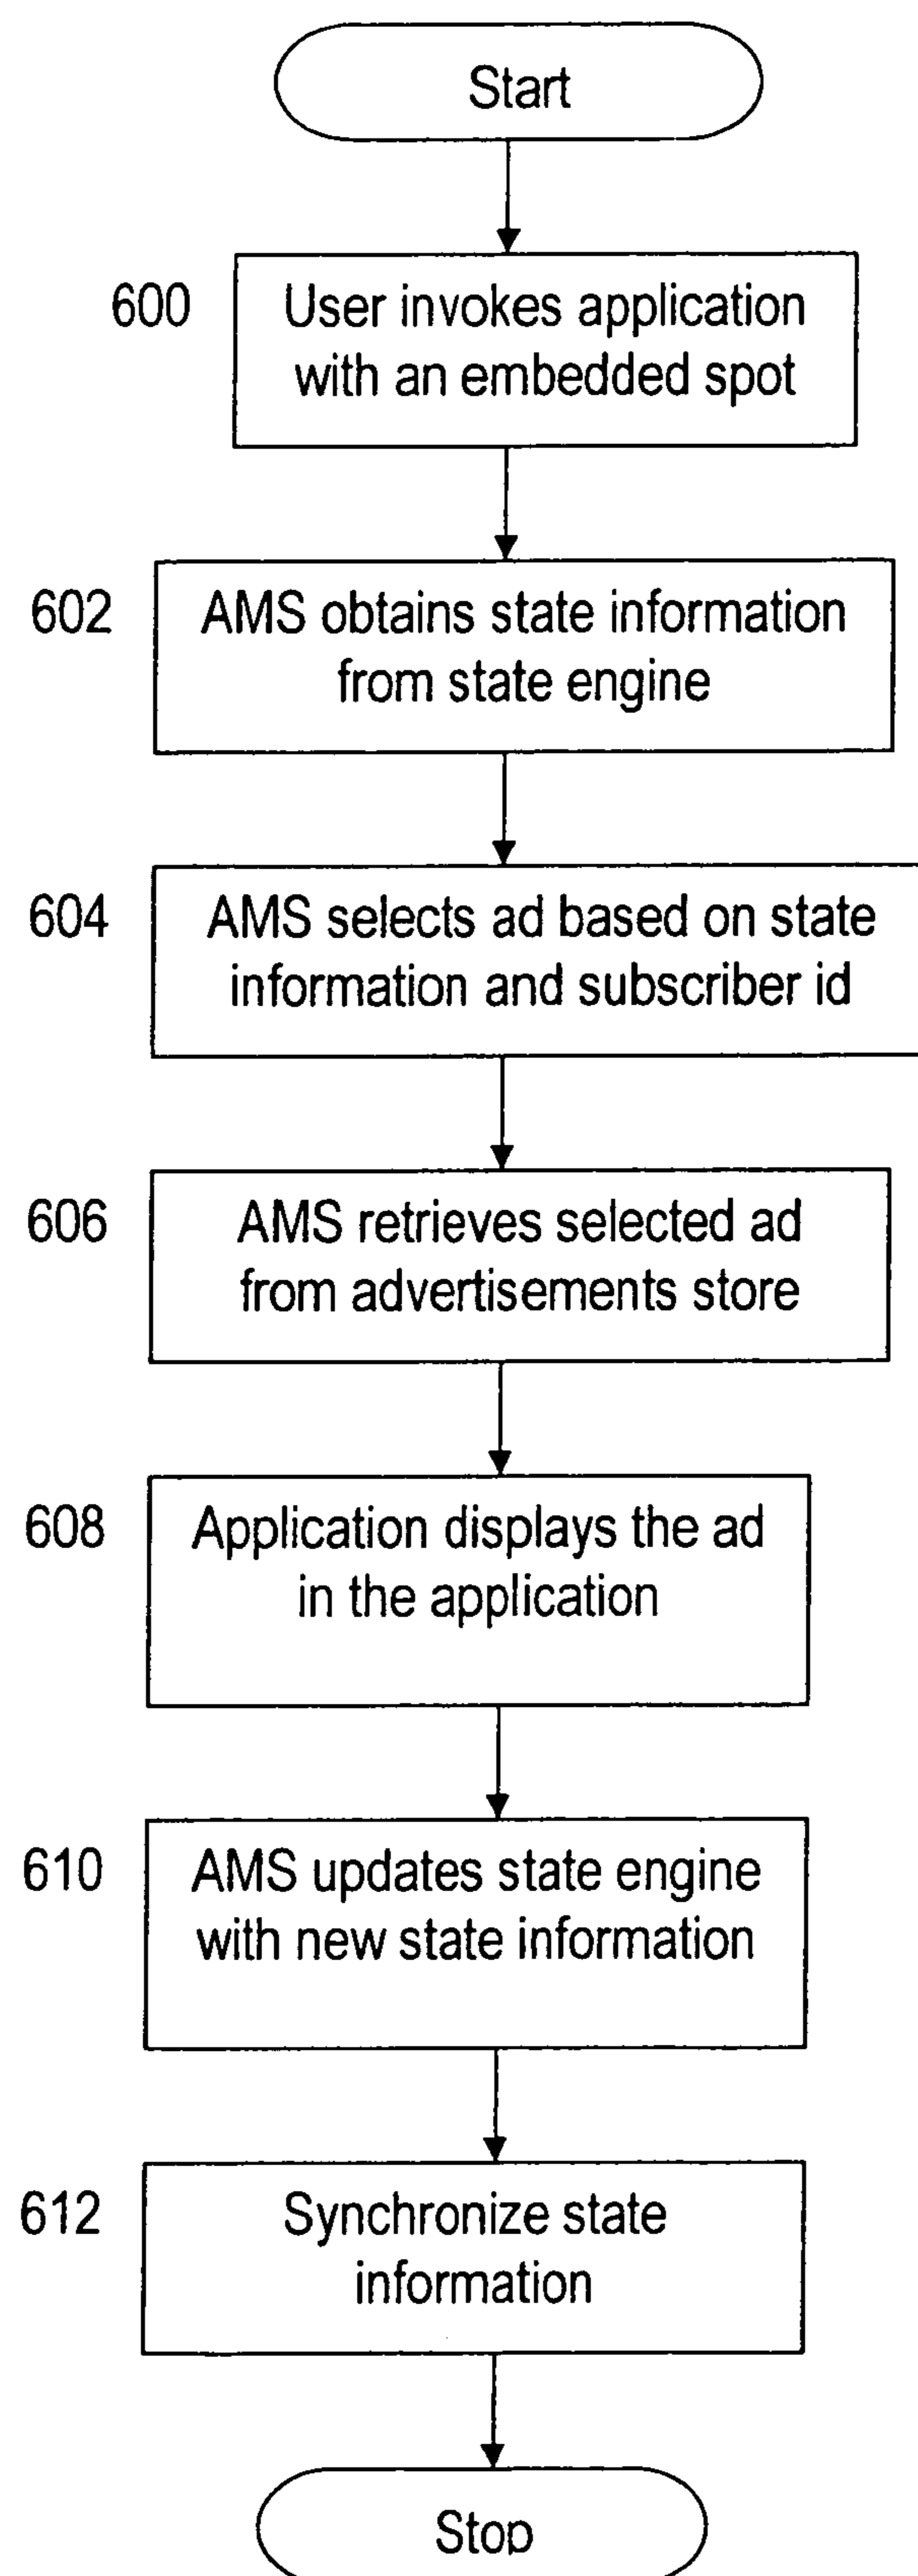 Start
600
User invokes application
with an embedded spot
602
AMS obtains state information
from state engine
604
AMS selects ad based on state
information and subscriber id
606
AMS retrieves selected ad
from advertisements store
608
Application displays the ad
in the application
610
AMS updates state engine
with new state information
612
Synchronize state
information
Stop